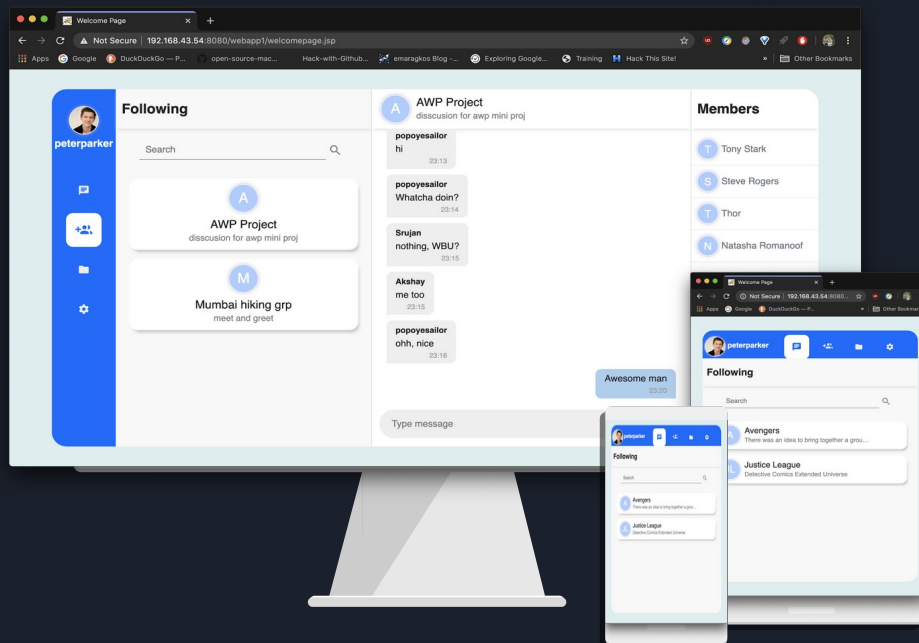 Welcome Page
Not Secure | 192.168.43.54:8080/webapp1/welcomepage.jsp
Apps Google DuckDuckGo — P... open-source-mac... Hack-with-Github... emaragkos Blog -... Exploring Google... Training Hack This Site! » Other Bookmarks
peterparker
Following
Search
A
AWP Project
disscusion for awp mini proj
M
Mumbai hiking grp
meet and greet
A
AWP Project
disscusion for awp mini proj
popoyesailor
hi
23:13
popoyesailor
Whatcha doin?
23:14
Srujan
nothing, WBU?
23:15
Akshay
me too
23:15
popoyesailor
ohh, nice
23:16
Awesome man
23:20
Type message
Members
T Tony Stark
S Steve Rogers
T Thor
N Natasha Romanoof
Welcome Page
Not Secure | 192.168.43.54:8080...
Apps Google DuckDuckGo — P... » Other Bookmar
peterparker
Following
Search
A Avengers
There was an idea to bring together a grou...
Justice League
Detective Comics Extended Universe
peterparker
Following
Search
A Avengers
There was an idea to bring together a grou...
Justice League
Detective Comics Extended Universe